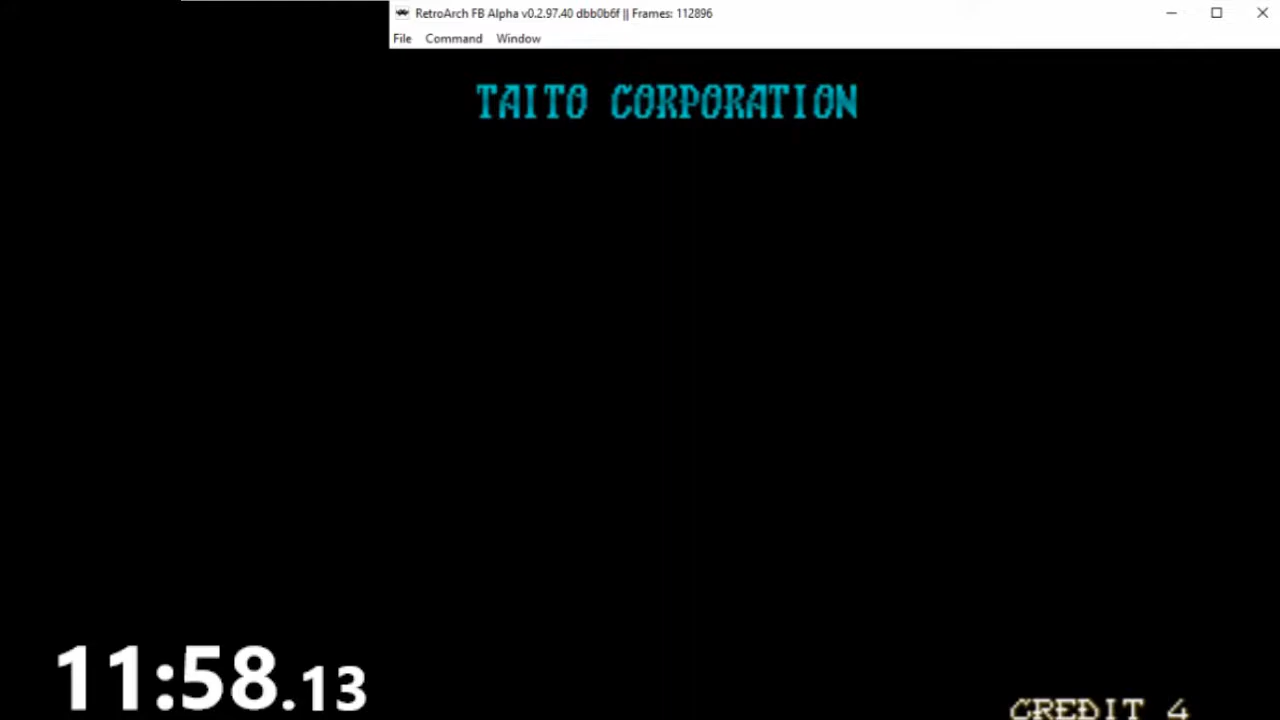 RetroArch FB Alpha v0.2.97.40 dbb0b6f || Frames: 112896
File Command Window
TAITO CORPORATION
11:58.13
CREDIT 4